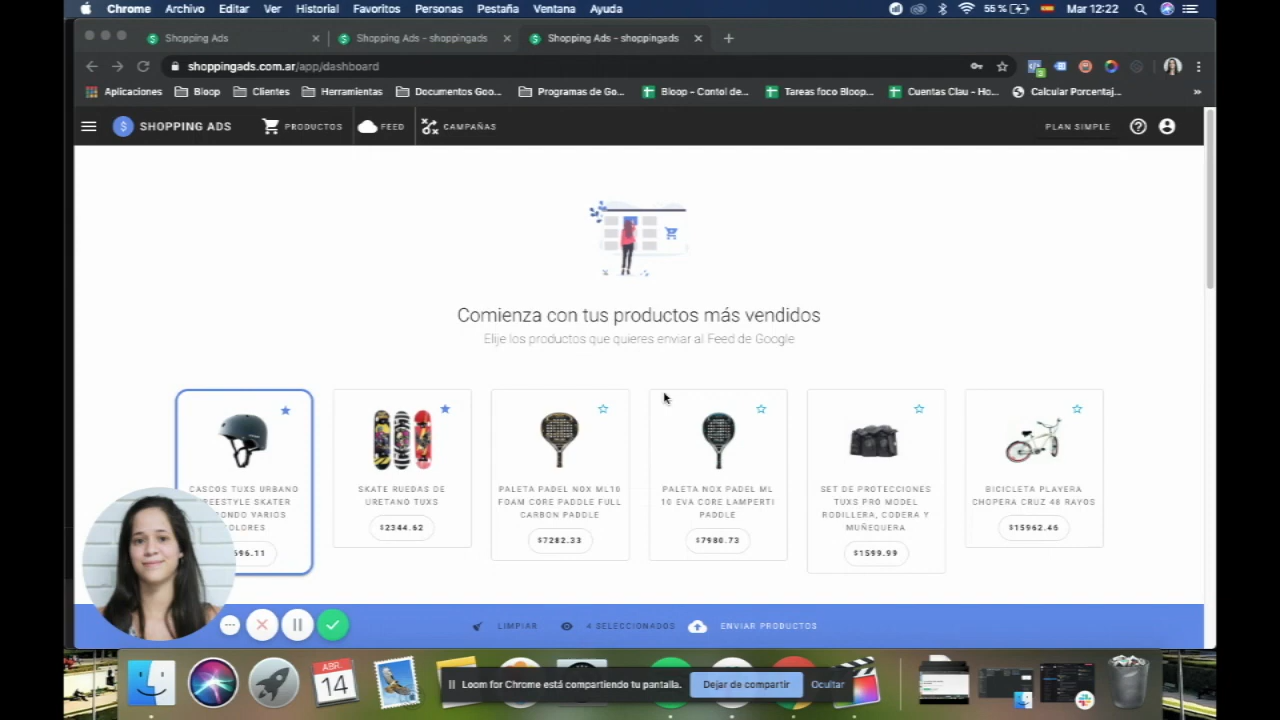 Chrome Archivo Editar Ver Historial Favoritos Personas Pestaña Ventana Ayuda 55 % Mar 12:22
Shopping Ads
Shopping Ads - shoppingads
Shopping Ads - shoppingads
shoppingads.com.ar/app/dashboard
Aplicaciones Bloop Clientes Herramientas Documentos Goo... Programas de Go... Bloop - Contol de... Tareas foco Bloop... Cuentas Clau - Ho... Calcular Porcentaj... »
SHOPPING ADS PRODUCTOS FEED CAMPAÑAS PLAN SIMPLE
Comienza con tus productos más vendidos
Elije los productos que quieres enviar al Feed de Google
CASCOS TUXS URBANO
FREESTYLE SKATER
VARIOS
696.11
SKATE RUEDAS DE
URETANO TUXS
$2344.62
PALETA PADEL NOX ML10
FOAM CORE PADDLE FULL
CARBON PADDLE
$7282.33
PALETA NOX PADEL ML
10 EVA CORE LAMPERTI
PADDLE
$7980.73
SET DE PROTECCIONES
TUXS PRO MODEL
RODILLERA, CODERA Y
MUÑEQUERA
$1599.99
BICICLETA PLAYERA
CHOPERA CRUZ 48 RAYOS
$15962.46
LIMPIAR 4 SELECCIONADOS ENVIAR PRODUCTOS
ABR.
14
Loom for Chrome está compartiendo tu pantalla. Dejar de compartir Ocultar